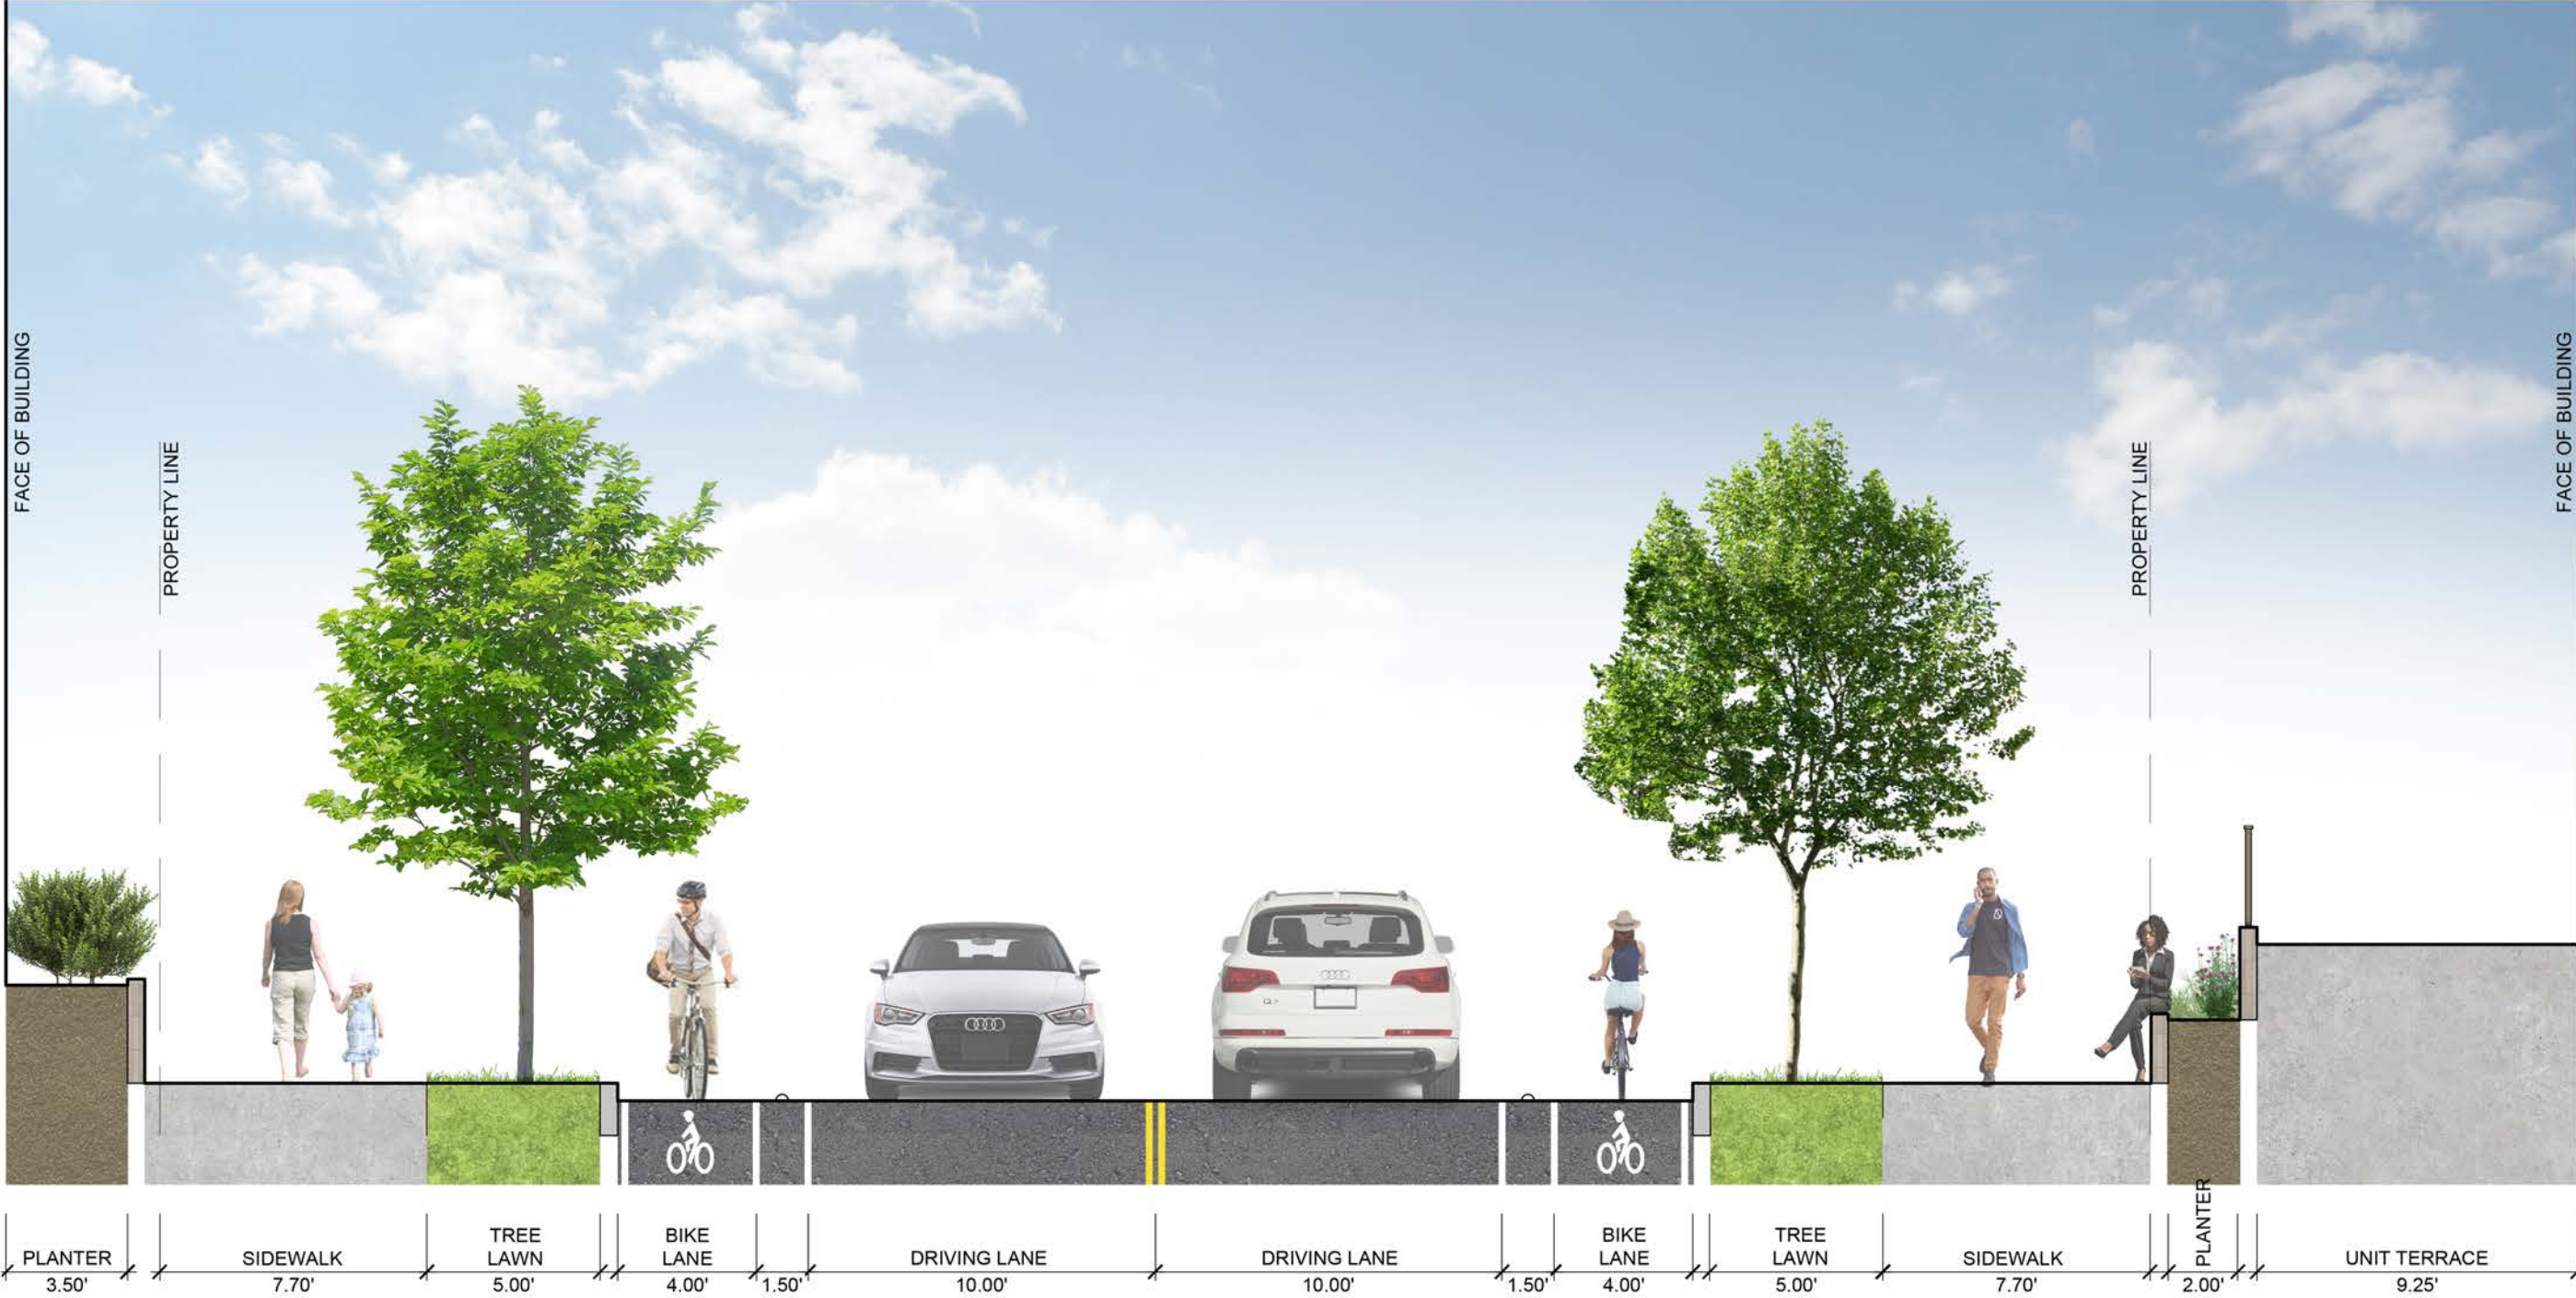 FACE OF BUILDING
PROPERTY LINE
PROPERTY LINE
FACE OF BUILDING
PLANTER
3.50'
SIDEWALK
7.70'
TREE
LAWN
5.00'
BIKE
LANE
4.00'
1.50'
DRIVING LANE
10.00'
DRIVING LANE
10.00'
1.50'
BIKE
LANE
4.00'
TREE
LAWN
5.00'
SIDEWALK
7.70'
PLANTER
2.00'
UNIT TERRACE
9.25'